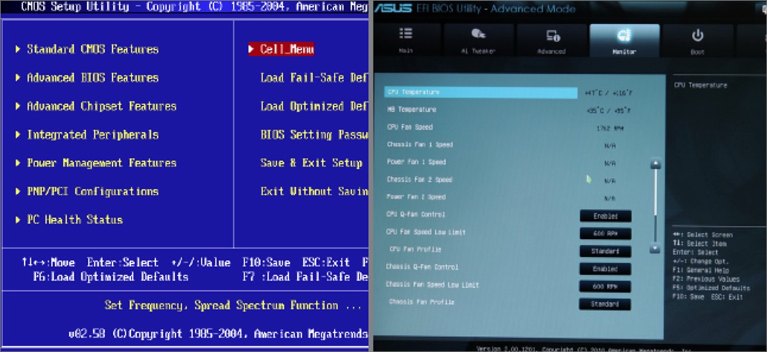 CMOS Setup Utility - Copyright (C) 1985-2004, American Megat
Standard CMOS Features
Advanced BIOS Features
Advanced Chipset Features
Integrated Peripherals
Power Management Features
PNP/PCI Configurations
PC Health Status
Cell Menu
Load Fail-Safe Def
Load Optimized Def
BIOS Setting Passw
Save & Exit Setup
Exit Without Savin
↑↓←→:Move Enter:Select +/-/:Value F10:Save ESC:Exit F
F6:Load Optimized Defaults F7 :Load Fail-Safe De
Set Frequency, Spread Spectrum Function ...
v02.58 (C)Copyright 1985-2004, American Megatrends
ASUS EFI BIOS Utility - Advanced Mode
Main
Ai Tweaker
Advanced
Monitor
Boot
CPU Temperature +47°C / +116°F
MB Temperature +35°C / +95°F
CPU Fan Speed 1762 RPM
Chassis Fan 1 Speed N/A
Power Fan 1 Speed N/A
Chassis Fan 2 Speed N/A
Power Fan 2 Speed N/A
CPU Q-Fan Control Enabled
CPU Fan Speed Low Limit 600 RPM
CPU Fan Profile Standard
Chassis Q-Fan Control Enabled
Chassis Fan Speed Low Limit 600 RPM
Chassis Fan Profile Standard
CPU Temperature
→←: Select Screen
↑↓: Select Item
Enter: Select
+/-: Change Opt.
F1: General Help
F2: Previous Values
F5: Optimized Defaults
F10: Save ESC: Exit
Version 2.00.1201. Copyright (C) 2010 American Megatrends, Inc.